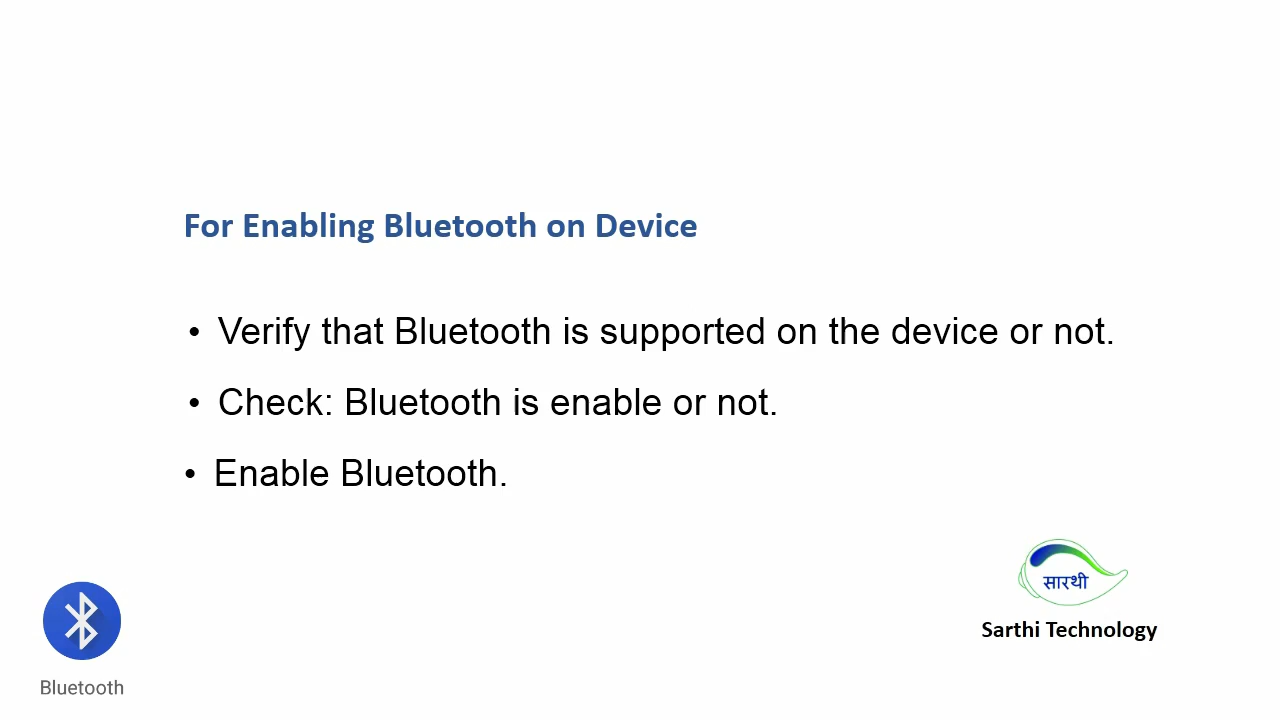 For Enabling Bluetooth on Device
• Verify that Bluetooth is supported on the device or not.
• Check: Bluetooth is enable or not.
• Enable Bluetooth.
सारथी
Sarthi Technology
Bluetooth